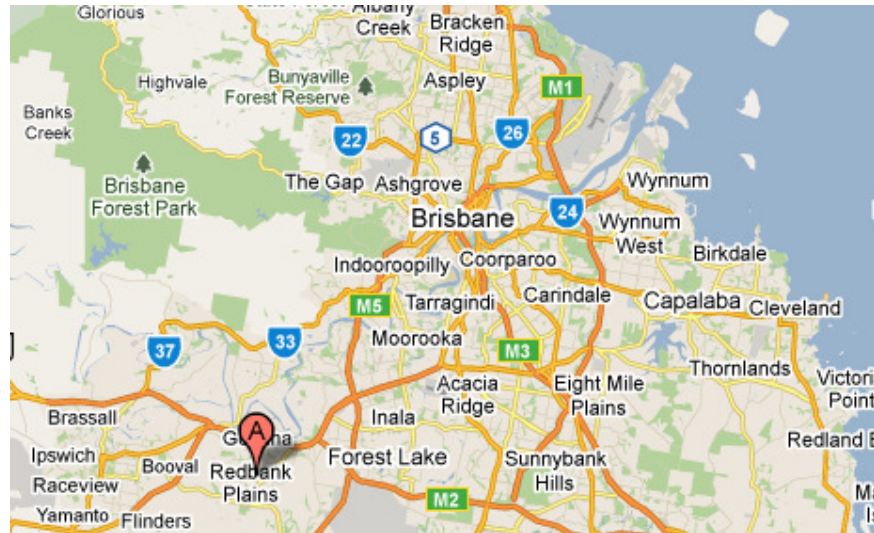 Glorious
State Forest
Albany
Creek
Bracken
Ridge
Highvale
Bunyaville
Forest Reserve
Aspley
M1
Banks
Creek
22
5
26
Brisbane
Forest Park
The Gap
Ashgrove
Wynnum
Brisbane
24
Wynnum
West
Indooroopilly
Coorparoo
Birkdale
M5
Tarragindi
Carindale
Capalaba
Cleveland
37
33
Moorooka
M3
Thornlands
Acacia
Ridge
Eight Mile
Plains
Point
Brassall
Inala
A
Redland
Ipswich
Booval
Redbank
Plains
Forest Lake
Sunnybank
Hills
Raceview
M2
Yamanto
Flinders